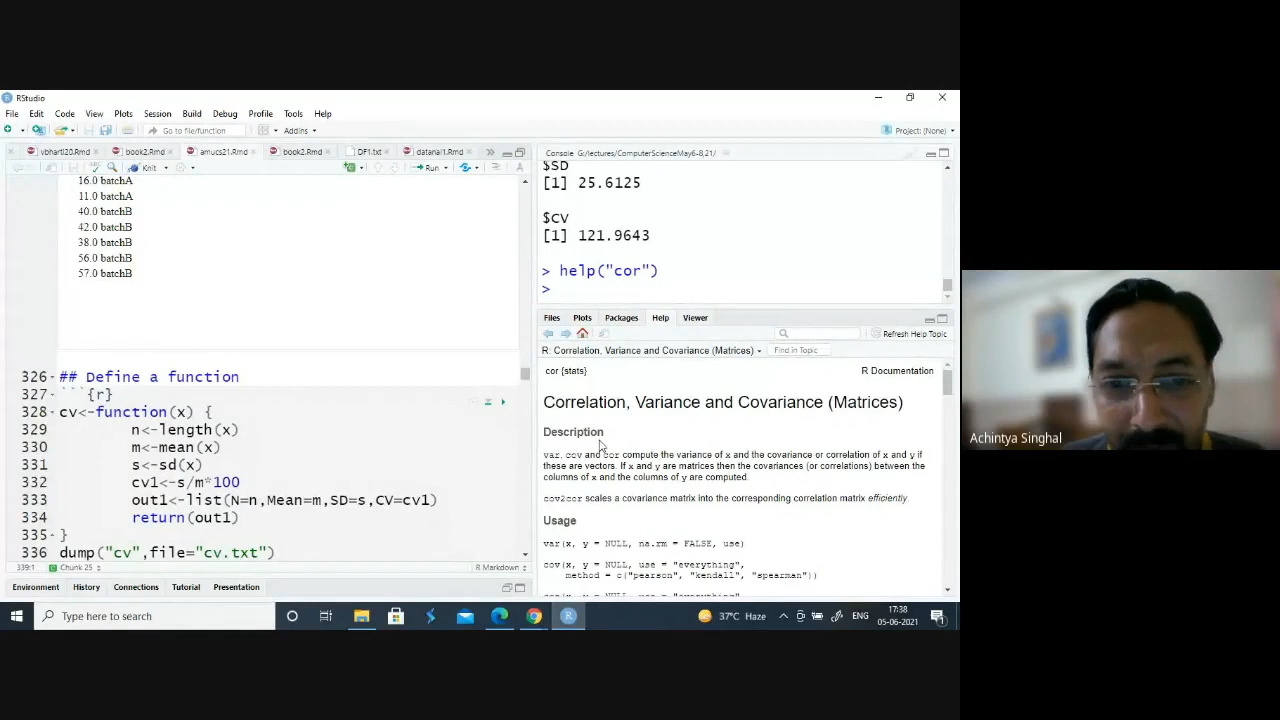 RStudio
File Edit Code View Plots Session Build Debug Profile Tools Help
Go to file/function Addins Project: (None)
vbharti20.Rmd book2.Rmd amucs21.Rmd book2.Rmd DF1.txt datanal1.Rmd
Knit Run
16.0 batchA
11.0 batchA
40.0 batchB
42.0 batchB
38.0 batchB
56.0 batchB
57.0 batchB
326 ## Define a function
327 ```{r}
328 cv<-function(x) {
329 n<-length(x)
330 m<-mean(x)
331 s<-sd(x)
332 cv1<-s/m*100
333 out1<-list(N=n,Mean=m,SD=s,CV=cv1)
334 return(out1)
335 }
336 dump("cv",file="cv.txt")
339:1 Chunk 25 R Markdown
Environment History Connections Tutorial Presentation
Console G:/lectures/ComputerScienceMay6-8,21/
$SD
[1] 25.6125
$CV
[1] 121.9643
> help("cor")
>
Files Plots Packages Help Viewer
Refresh Help Topic
R: Correlation, Variance and Covariance (Matrices) Find in Topic
cor {stats} R Documentation
Correlation, Variance and Covariance (Matrices)
Description
var, cov and cor compute the variance of x and the covariance or correlation of x and y if
these are vectors. If x and y are matrices then the covariances (or correlations) between the
columns of x and the columns of y are computed.
cov2cor scales a covariance matrix into the corresponding correlation matrix efficiently.
Usage
var(x, y = NULL, na.rm = FALSE, use)
cov(x, y = NULL, use = "everything",
method = c("pearson", "kendall", "spearman"))
Type here to search
37°C Haze ENG 17:38
05-06-2021
Achintya Singhal